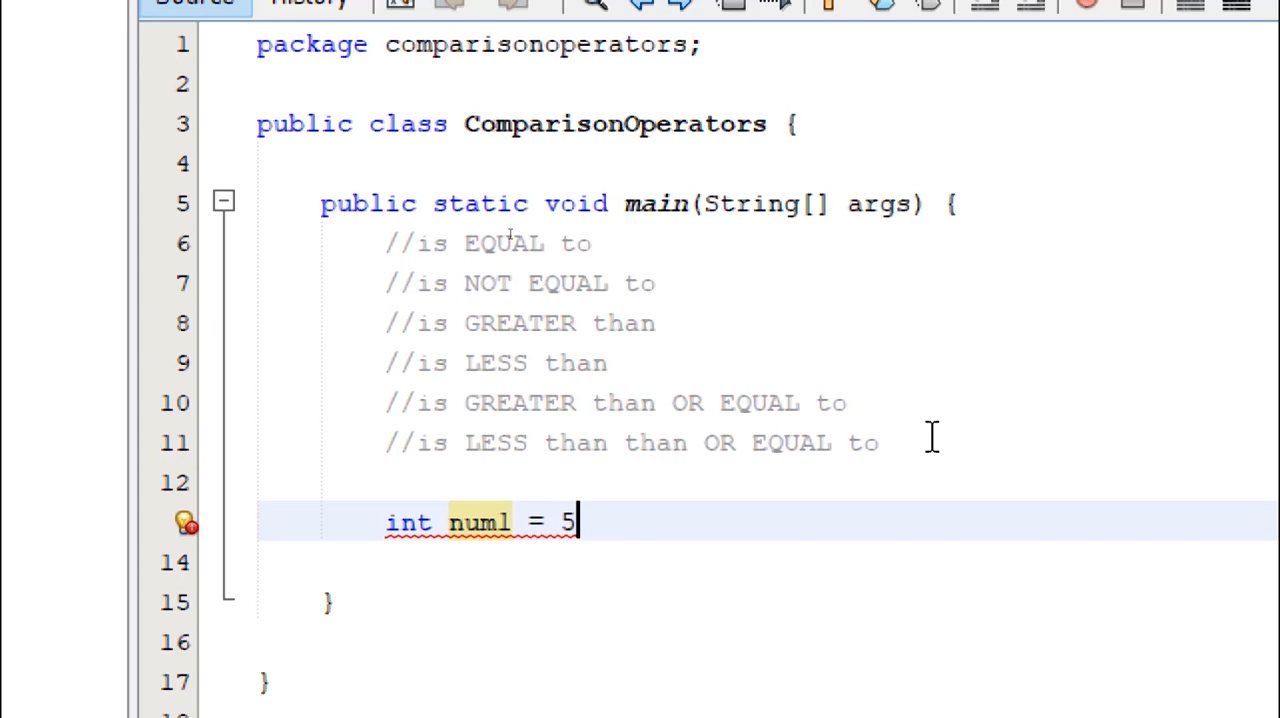 Source History
1 package comparisonoperators;
2
3 public class ComparisonOperators {
4
5 public static void main(String[] args) {
6 //is EQUAL to
7 //is NOT EQUAL to
8 //is GREATER than
9 //is LESS than
10 //is GREATER than OR EQUAL to
11 //is LESS than than OR EQUAL to
12
int num1 = 5
14
15 }
16
17 }